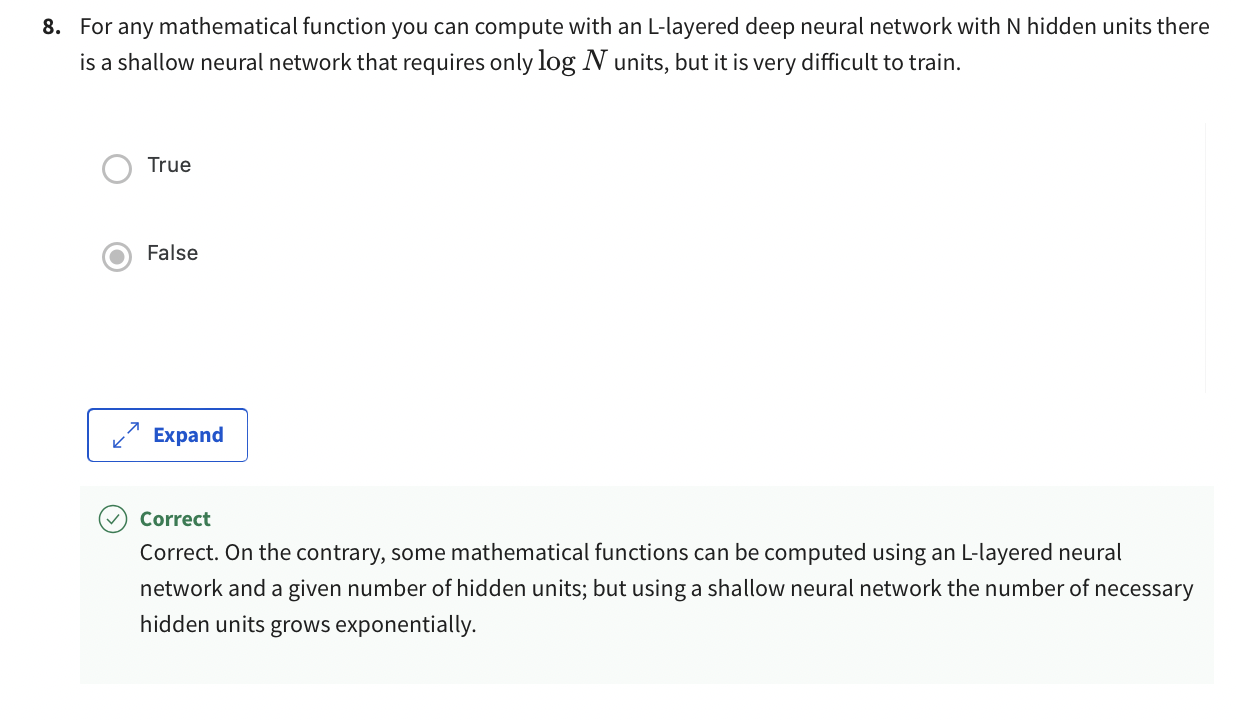 8. For any mathematical function you can compute with an L-layered deep neural network with N hidden units there
is a shallow neural network that requires only log N units, but it is very difficult to train.
True
False
Expand
Correct
Correct. On the contrary, some mathematical functions can be computed using an L-layered neural
network and a given number of hidden units; but using a shallow neural network the number of necessary
hidden units grows exponentially.